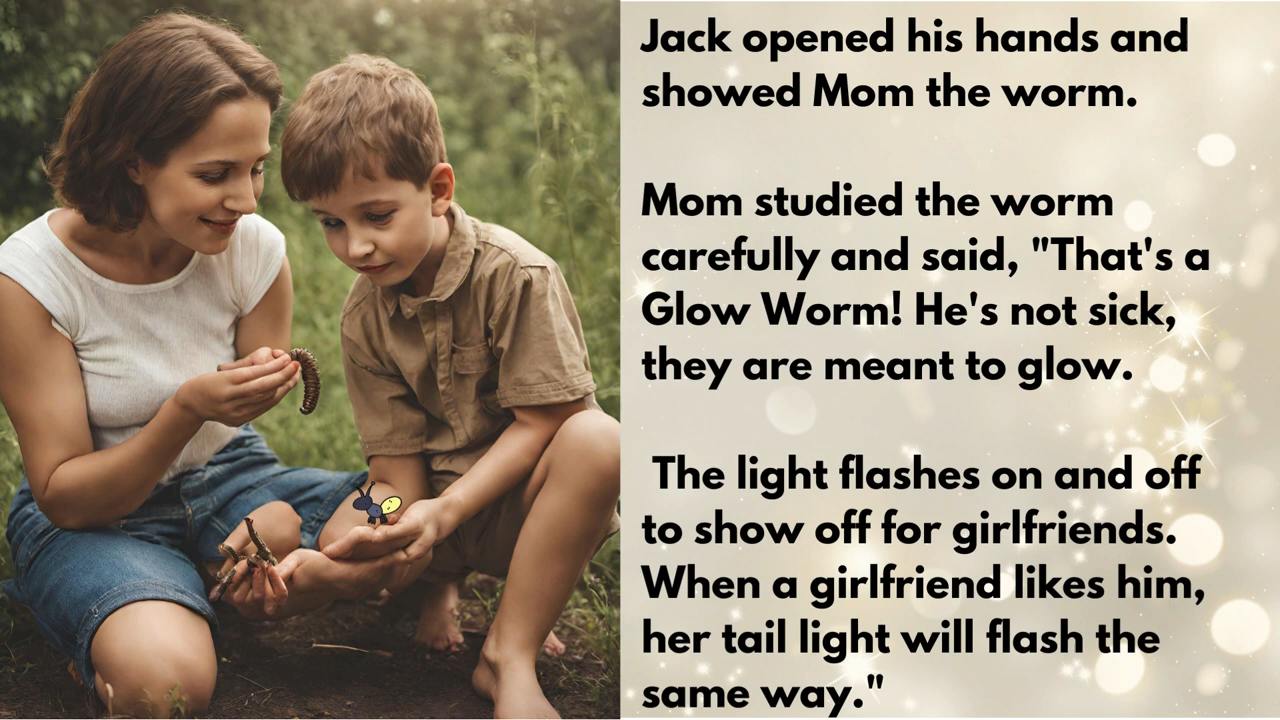 Jack opened his hands and
showed Mom the worm.
Mom studied the worm
carefully and said, "That's a
Glow Worm! He's not sick,
they are meant to glow.
The light flashes on and off
to show off for girlfriends.
When a girlfriend likes him,
her tail light will flash the
same way."